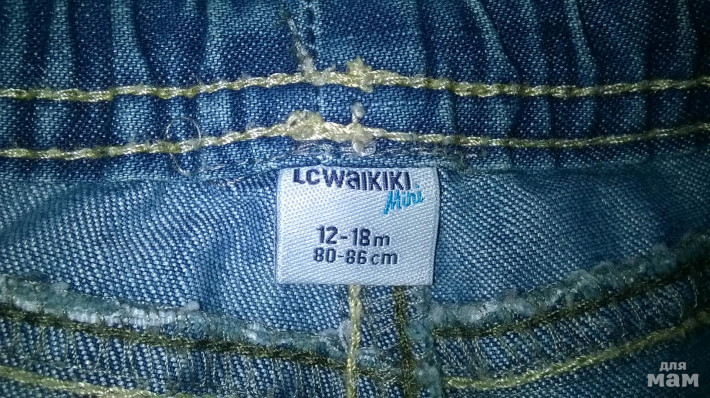 LCWAIKIKI
Mini
12-18m
80-86cm
для
мам